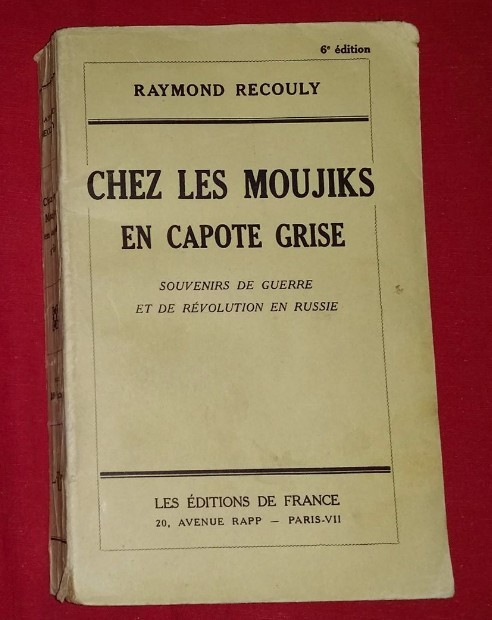 6e édition
RAYMOND RECOULY
CHEZ LES MOUJIKS
EN CAPOTE GRISE
SOUVENIRS DE GUERRE
ET DE RÉVOLUTION EN RUSSIE
LES ÉDITIONS DE FRANCE
20, AVENUE RAPP — PARIS-VII